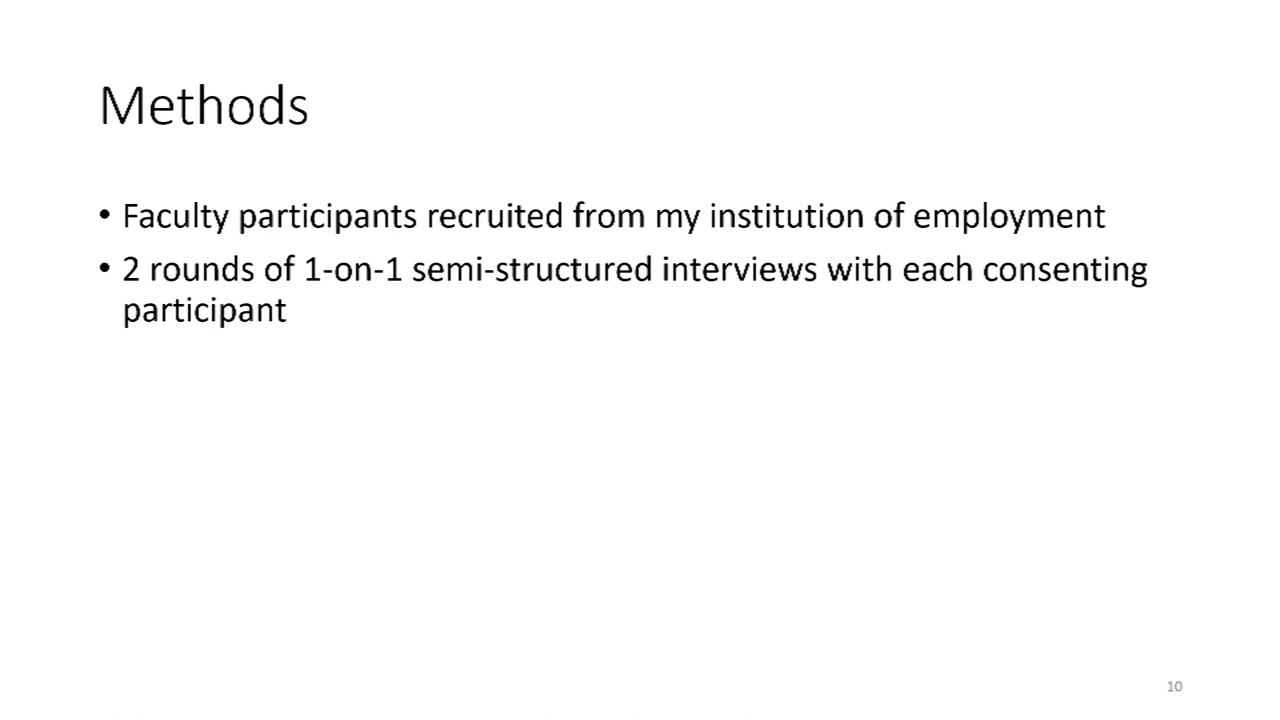 Methods
• Faculty participants recruited from my institution of employment
• 2 rounds of 1-on-1 semi-structured interviews with each consenting
participant
10